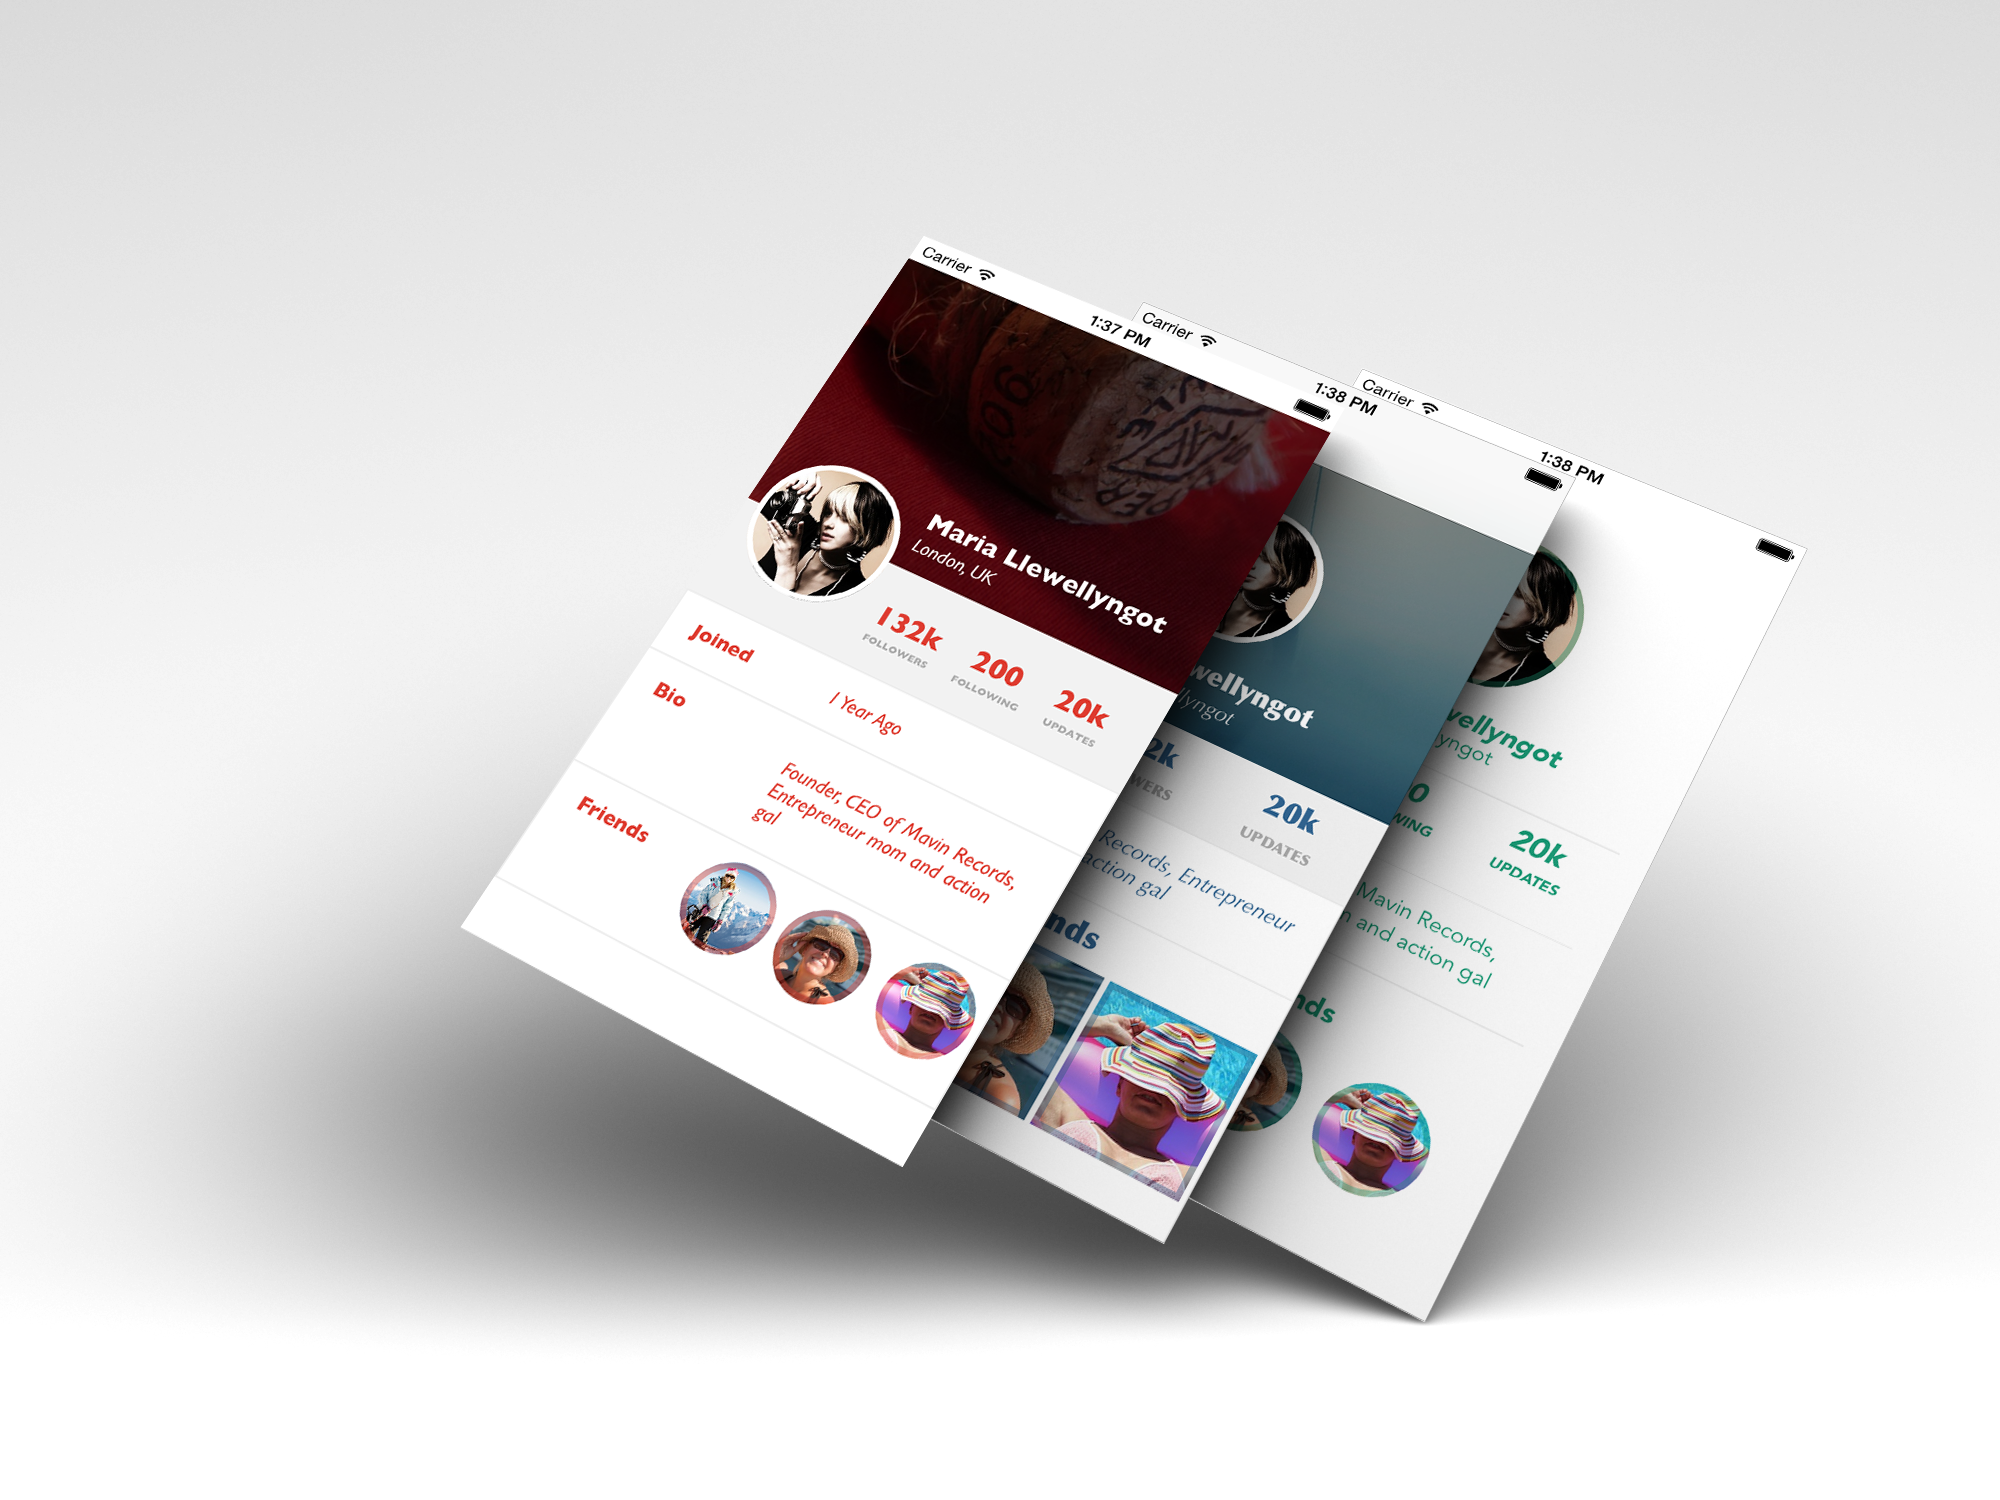 Carrier
1:37 PM
Maria Llewellyngot
London, UK
132k
FOLLOWERS
200
FOLLOWING
20k
UPDATES
Joined
1 Year Ago
Bio
Founder, CEO of Mavin Records,
Entrepreneur mom and action
gal
Friends
Carrier
1:38 PM
wellyngot
llyngot
2k
WERS
20k
UPDATES
Records, Entrepreneur
action gal
nds
Carrier
1:38 PM
vellyngot
yngot
0
WING
20k
UPDATES
Mavin Records,
n and action gal
nds